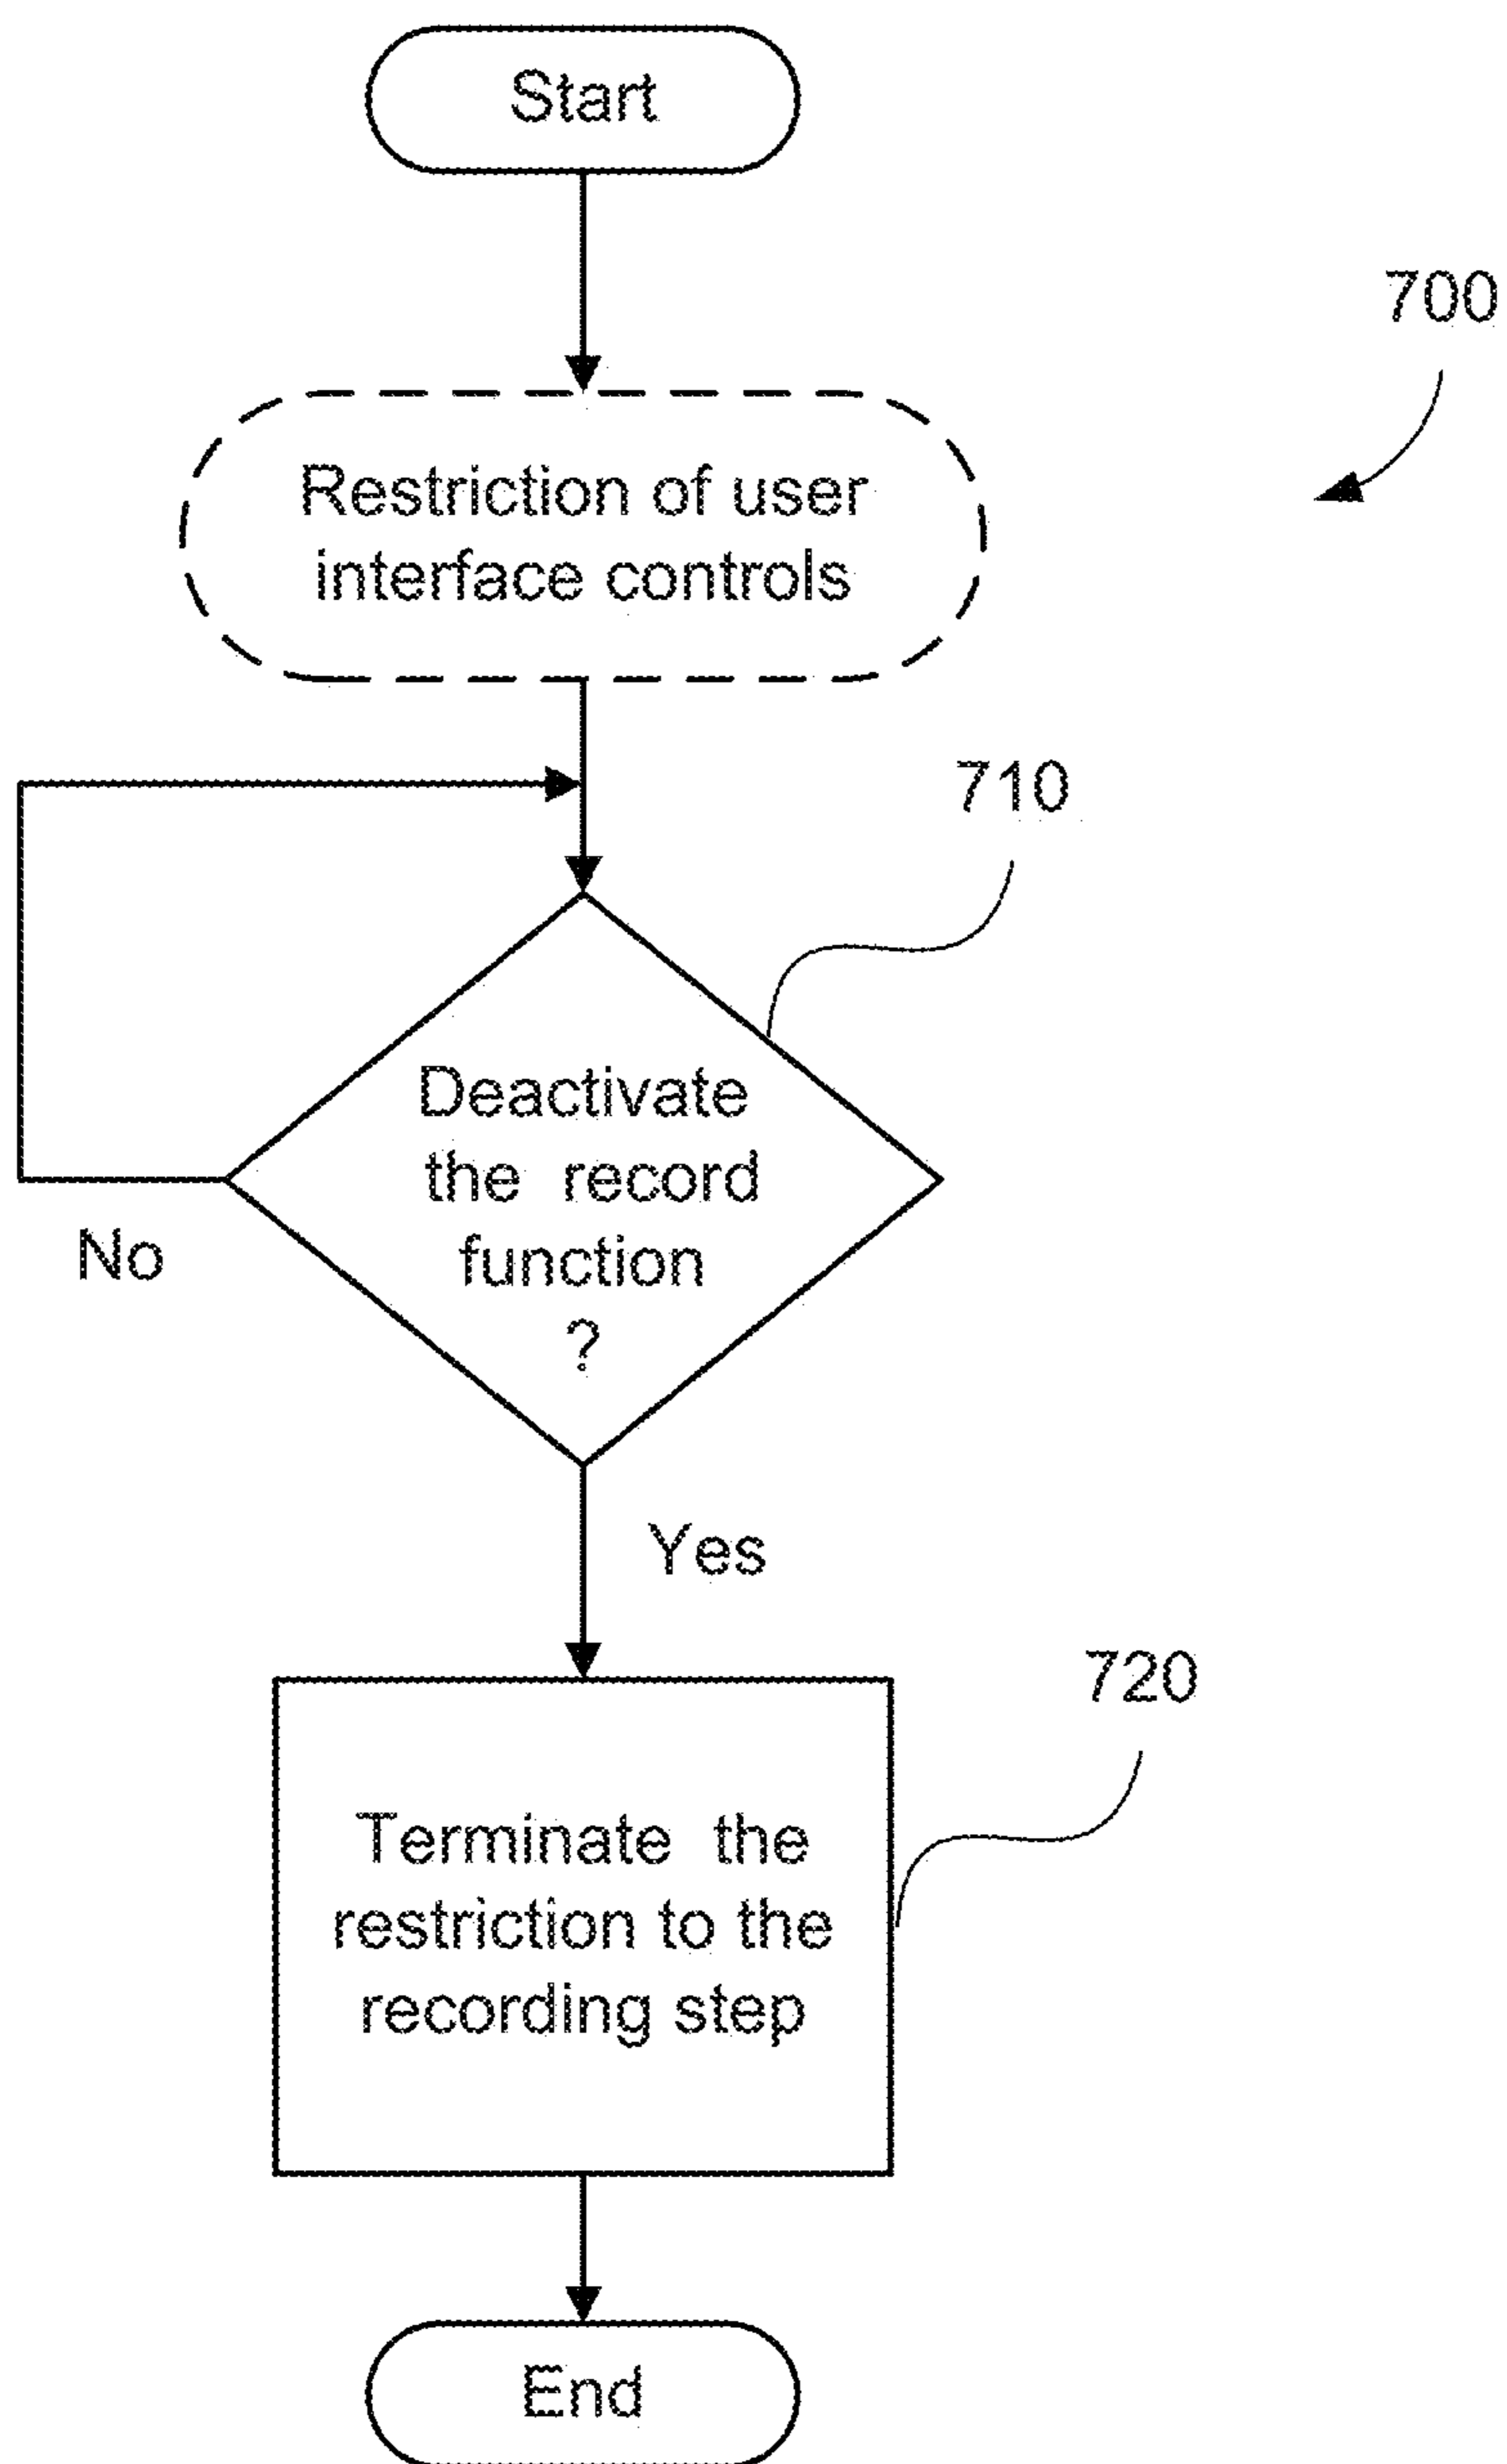 Start
700
Restriction of user
interface controls
710
Deactivate
the record
function
?
No
Yes
720
Terminate the
restriction to the
recording step
End